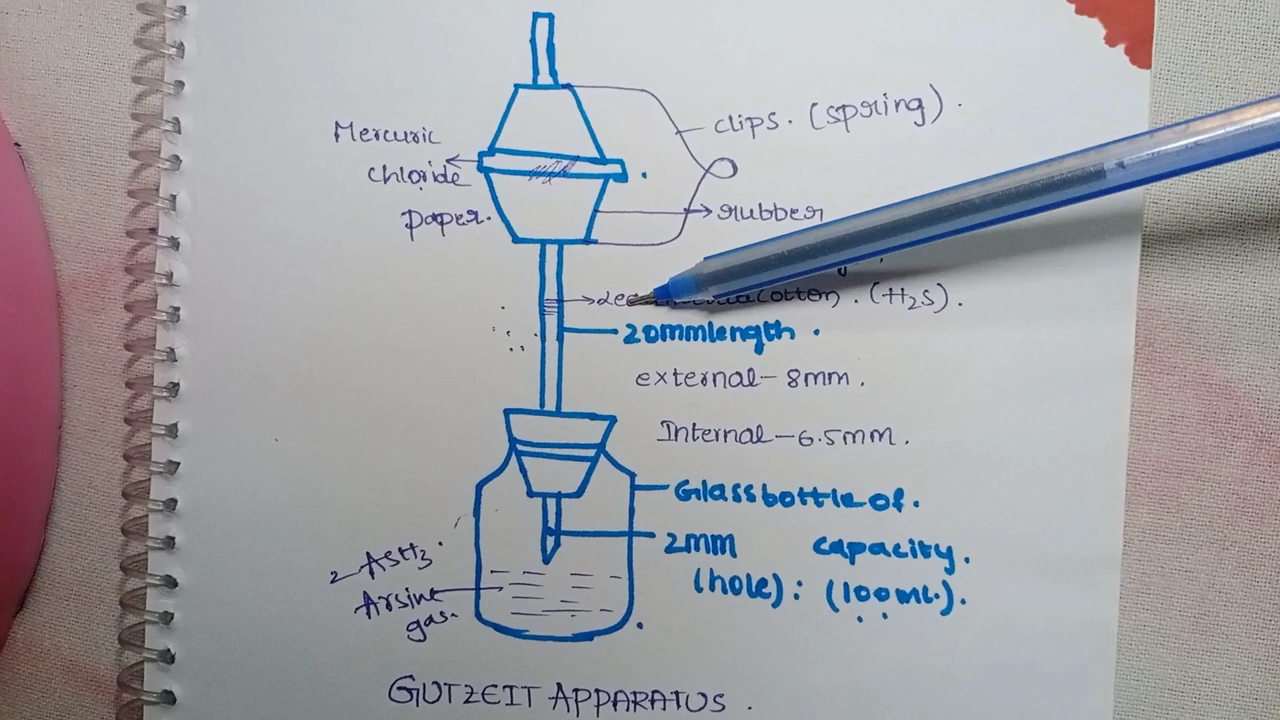 Mercuric
chloride
paper.
clips. (spring).
rubber
cotton. (H2S).
20mmlength.
external - 8mm.
Internal - 6.5mm.
Glassbottle of.
2mm capacity.
(hole): (100ml.).
2 AsH3.
Arsine
gas.
GUTZEIT APPARATUS.